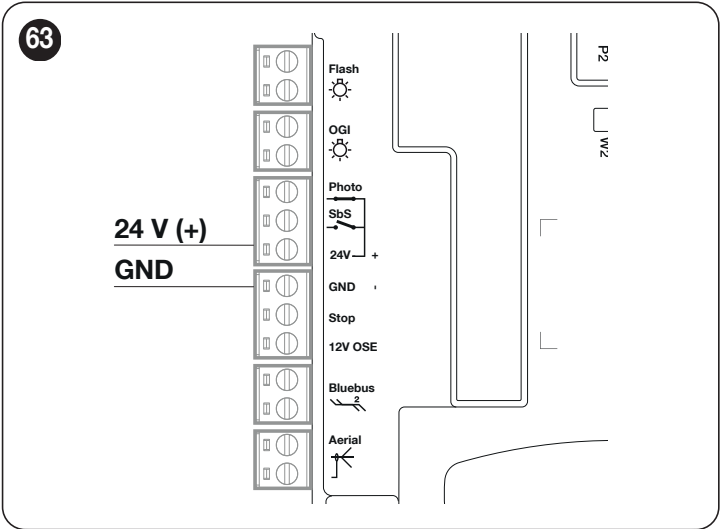 63
Flash
OGI
Photo
SbS
24V +
GND -
Stop
12V OSE
Bluebus
2
Aerial
24 V (+)
GND
P2
W2